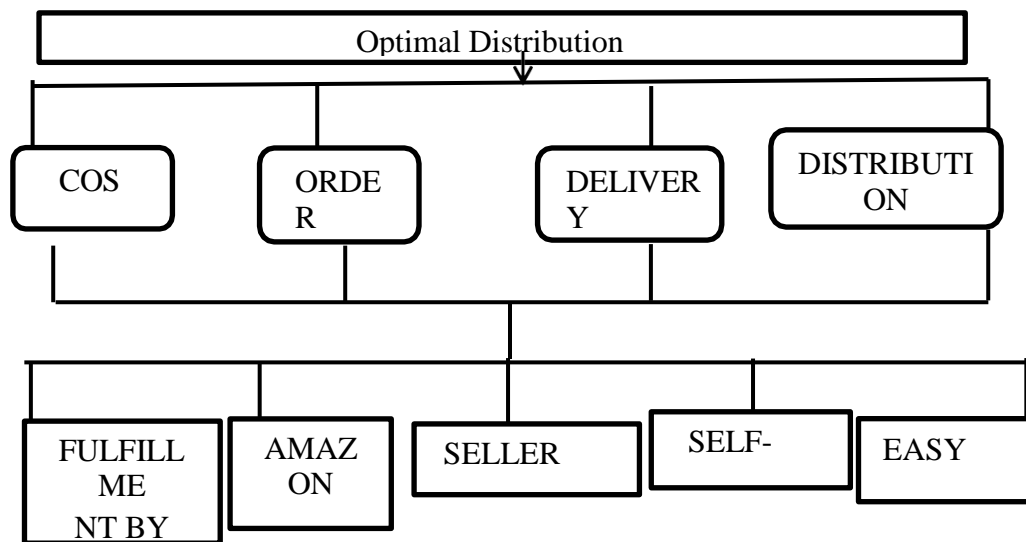 Optimal Distribution
COS
ORDE
R
DELIVER
Y
DISTRIBUTI
ON
FULFILL
ME
NT BY
AMAZ
ON
SELLER
SELF-
EASY